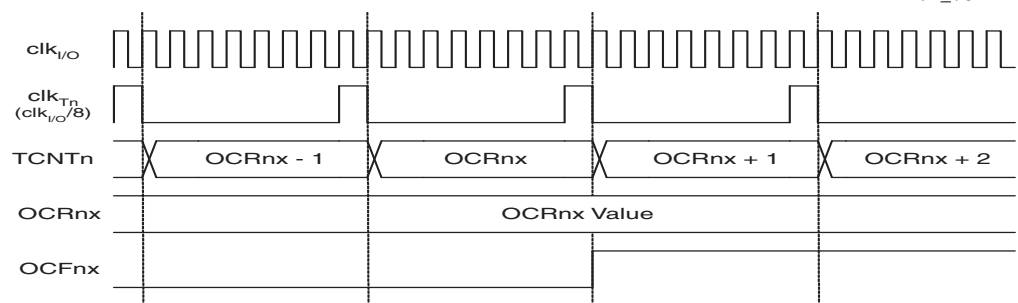 clkI/O
clkTn
(clkI/O/8)
TCNTn OCRnx - 1 OCRnx OCRnx + 1 OCRnx + 2
OCRnx OCRnx Value
OCFnx